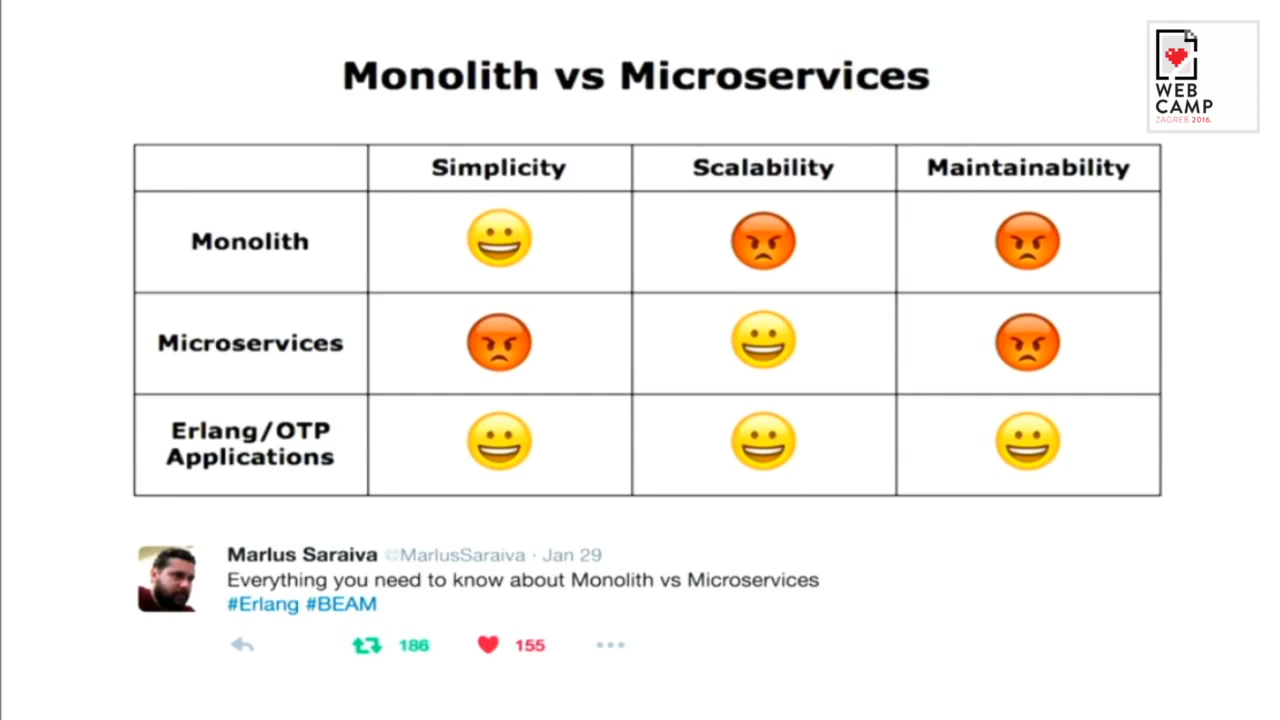 Monolith vs Microservices
WEB
CAMP
ZAGREB 2016.
Simplicity Scalability Maintainability
Monolith
Microservices
Erlang/OTP
Applications
Marlus Saraiva @MarlusSaraiva · Jan 29
Everything you need to know about Monolith vs Microservices
#Erlang #BEAM
186 155